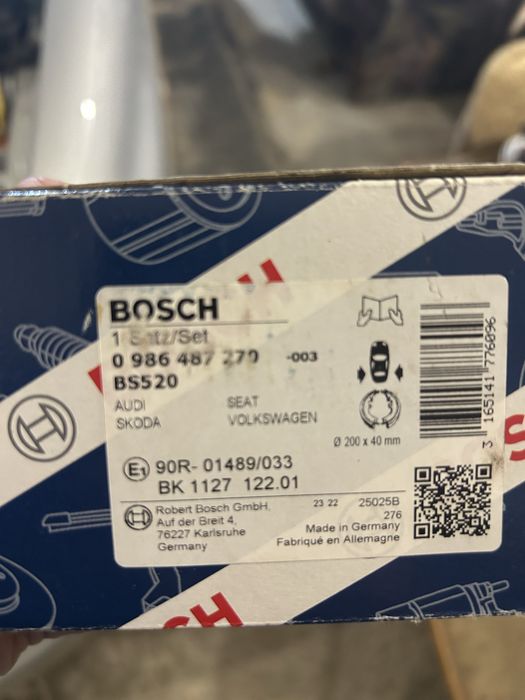 BOSCH
1 Satz/Set
0 986 487 270 -003
BS520
AUDI SEAT
SKODA VOLKSWAGEN
Ø 200 x 40 mm
E1 90R- 01489/033
BK 1127 122.01
Robert Bosch GmbH,
Auf der Breit 4,
76227 Karlsruhe
Germany
23 22 25025B
276
Made in Germany
Fabriqué en Allemagne
3 165141 776096